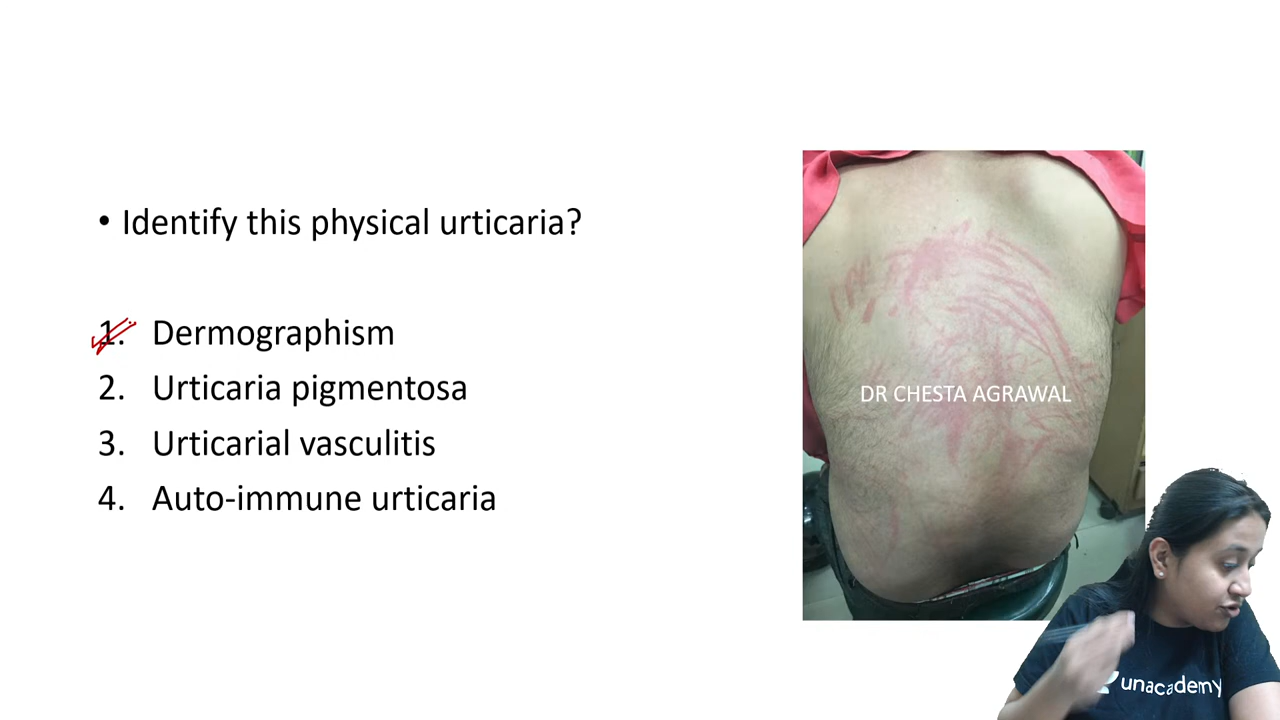 • Identify this physical urticaria?
1. Dermographism
2. Urticaria pigmentosa
3. Urticarial vasculitis
4. Auto-immune urticaria
DR CHESTA AGRAWAL
unacademy